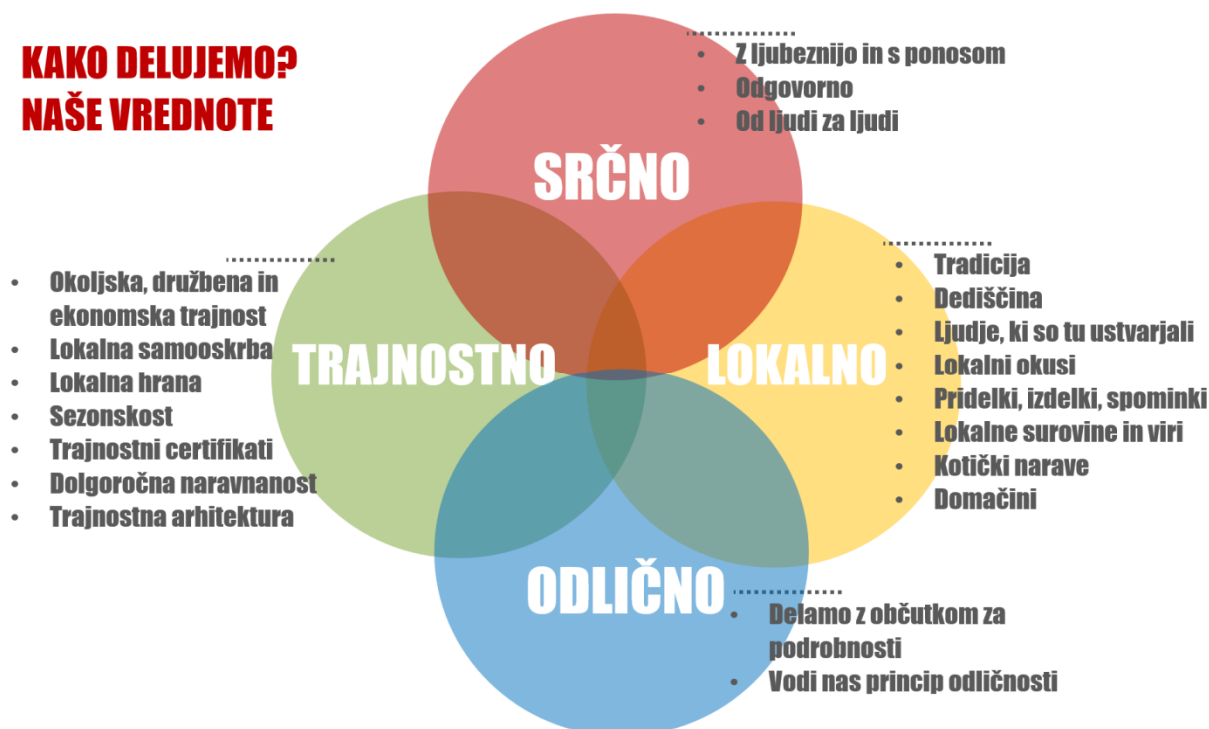 KAKO DELUJEMO?
NAŠE VREDNOTE
SRČNO
• Z ljubeznijo in s ponosom
• Odgovorno
• Od ljudi za ljudi
TRAJNOSTNO
• Okoljska, družbena in
ekonomska trajnost
• Lokalna samooskrba
• Lokalna hrana
• Sezonskost
• Trajnostni certifikati
• Dolgoročna naravnanost
• Trajnostna arhitektura
LOKALNO
• Tradicija
• Dediščina
• Ljudje, ki so tu ustvarjali
• Lokalni okusi
• Pridelki, izdelki, spominki
• Lokalne surovine in viri
• Kotički narave
• Domačini
ODLIČNO
• Delamo z občutkom za
podrobnosti
• Vodi nas princip odličnosti